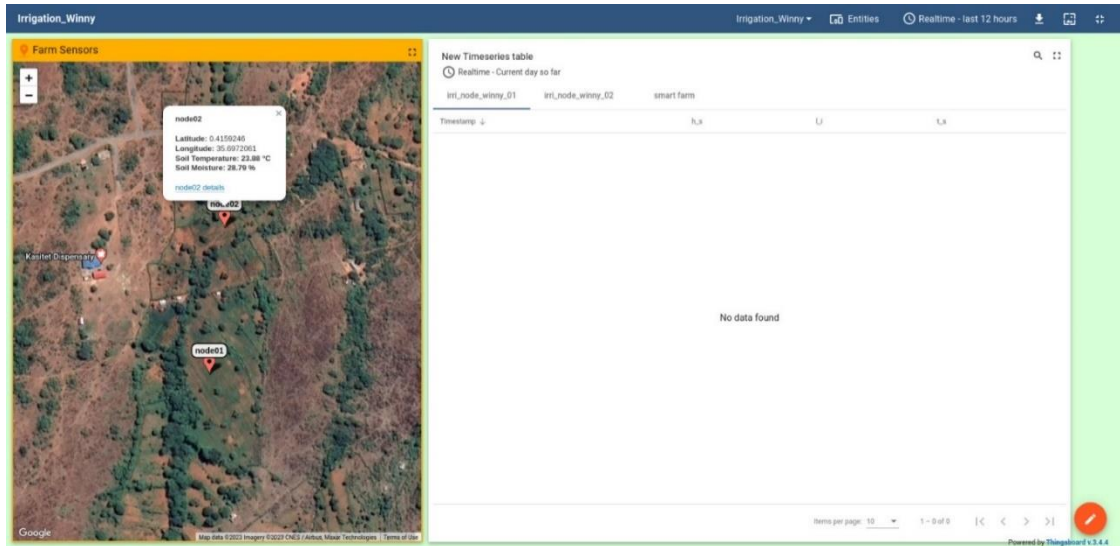 Irrigation_Winny
Irrigation_Winny
Entities
Realtime - last 12 hours
Farm Sensors
+
−
node02
Latitude: 0.4159246
Longitude: 35.6972061
Soil Temperature: 23.88 °C
Soil Moisture: 28.79 %
node02 details
node02
Kasitet Dispensary
node01
Google
Map data ©2023 Imagery ©2023 CNES / Airbus, Maxar Technologies
Terms of Use
New Timeseries table
Realtime - Current day so far
irri_node_winny_01
irri_node_winny_02
smart farm
Timestamp
No data found
Items per page: 10
1 – 0 of 0
Powered by Thingsboard v.3.4.4